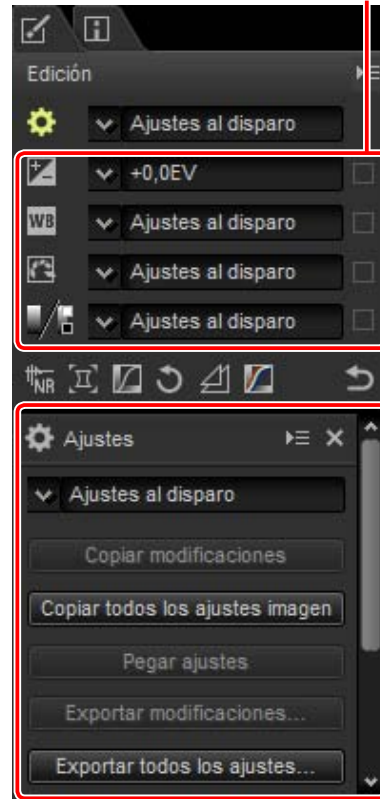 Edición
Ajustes al disparo
+0,0EV
WB
Ajustes al disparo
Ajustes al disparo
Ajustes al disparo
NR
Ajustes
Ajustes al disparo
Copiar modificaciones
Copiar todos los ajustes imagen
Pegar ajustes
Exportar modificaciones...
Exportar todos los ajustes...